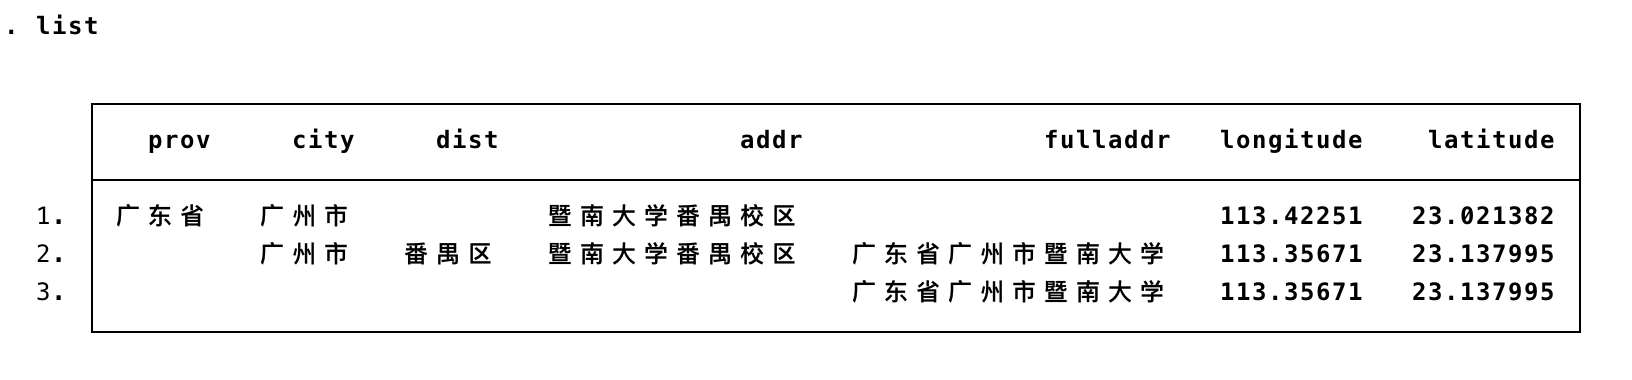 . list
prov city dist addr fulladdr longitude latitude
1. 广东省 广州市 暨南大学番禺校区 113.42251 23.021382
2. 广州市 番禺区 暨南大学番禺校区 广东省广州市暨南大学 113.35671 23.137995
3. 广东省广州市暨南大学 113.35671 23.137995